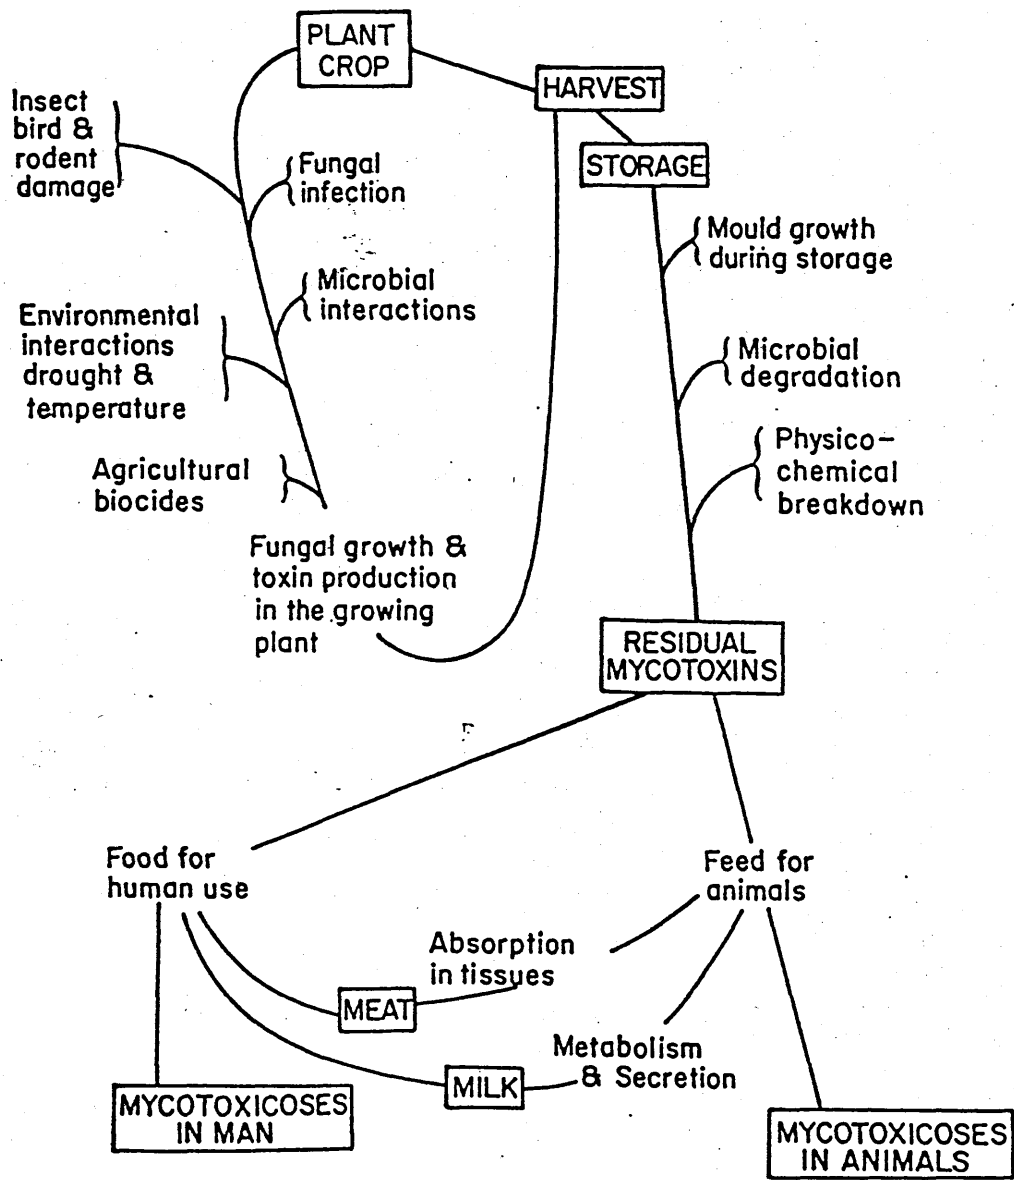 PLANT
CROP
HARVEST
STORAGE
Insect
bird &
rodent
damage
Fungal
infection
Microbial
interactions
Environmental
interactions
drought &
temperature
Agricultural
biocides
Fungal growth &
toxin production
in the growing
plant
Mould growth
during storage
Microbial
degradation
Physico-
chemical
breakdown
RESIDUAL
MYCOTOXINS
Food for
human use
Feed for
animals
Absorption
in tissues
MEAT
Metabolism
& Secretion
MILK
MYCOTOXICOSES
IN MAN
MYCOTOXICOSES
IN ANIMALS